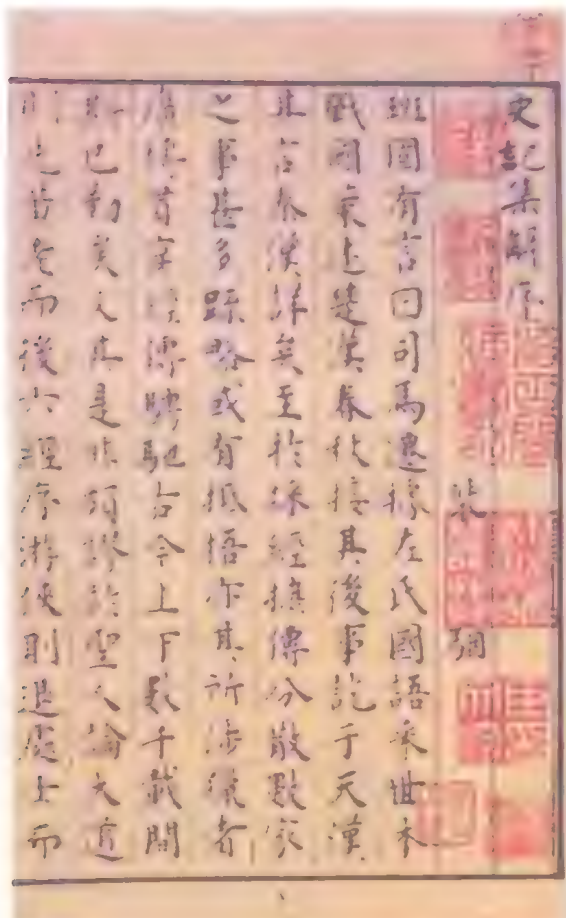 史記集解序
裴駰
班固有言曰司馬遷據左氏國語采世本
戰國策述楚漢春秋接其後事訖于天漢
其言秦漢詳矣至於採經摭傳分散數家
之事甚多踈略或有抵捂亦其所涉獵者
廣博貫穿經傳騁馳古今上下數千載間
斯已勤矣又其是非頗謬於聖人論大道
則先黃老而後六經序游俠則退處士而